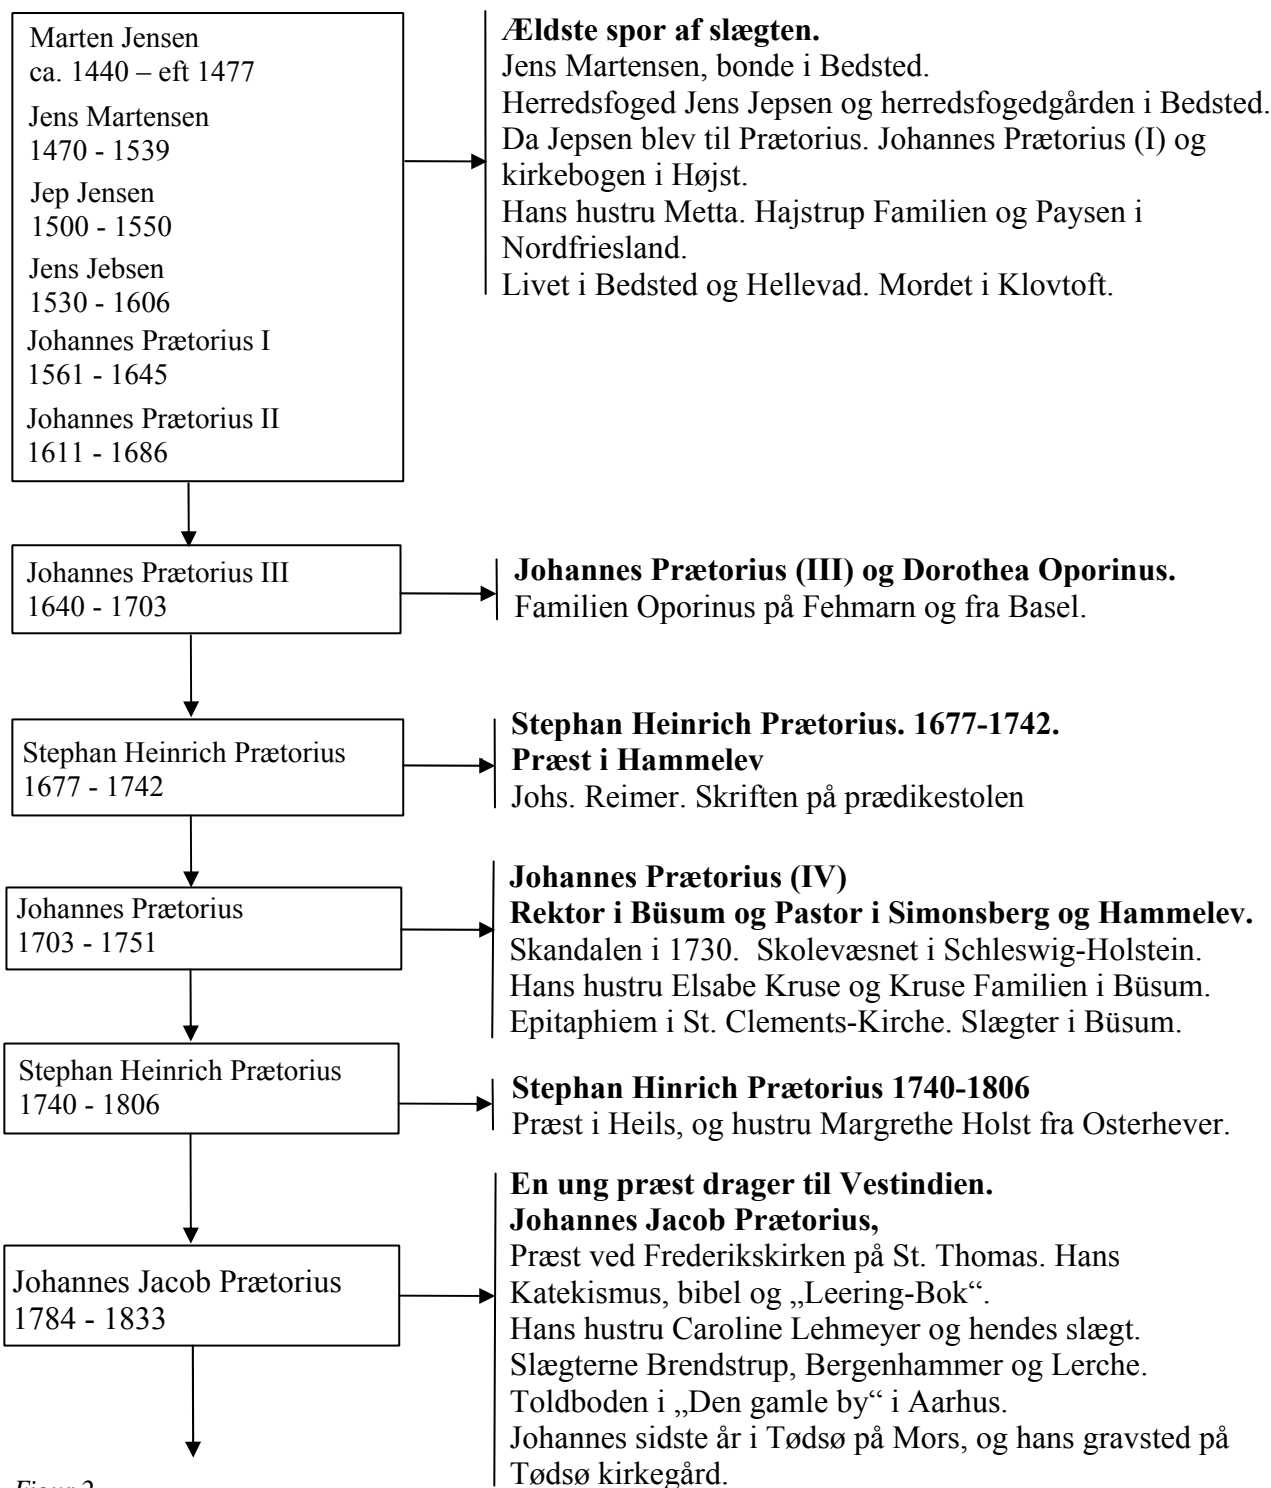 Marten Jensen
ca. 1440 – eft 1477
Jens Martensen
1470 - 1539
Jep Jensen
1500 - 1550
Jens Jebsen
1530 - 1606
Johannes Prætorius I
1561 - 1645
Johannes Prætorius II
1611 - 1686
Ældste spor af slægten.
Jens Martensen, bonde i Bedsted.
Herredsfoged Jens Jepsen og herredsfogedgården i Bedsted.
Da Jepsen blev til Prætorius. Johannes Prætorius (I) og
kirkebogen i Højst.
Hans hustru Metta. Hajstrup Familien og Paysen i
Nordfriesland.
Livet i Bedsted og Hellevad. Mordet i Klovtoft.
Johannes Prætorius III
1640 - 1703
Johannes Prætorius (III) og Dorothea Oporinus.
Familien Oporinus på Fehmarn og fra Basel.
Stephan Heinrich Prætorius
1677 - 1742
Stephan Heinrich Prætorius. 1677-1742.
Præst i Hammelev
Johs. Reimer. Skriften på prædikestolen
Johannes Prætorius
1703 - 1751
Johannes Prætorius (IV)
Rektor i Büsum og Pastor i Simonsberg og Hammelev.
Skandalen i 1730.  Skolevæsnet i Schleswig-Holstein.
Hans hustru Elsabe Kruse og Kruse Familien i Büsum.
Epitaphiem i St. Clements-Kirche. Slægter i Büsum.
Stephan Heinrich Prætorius
1740 - 1806
Stephan Hinrich Prætorius 1740-1806
Præst i Heils, og hustru Margrethe Holst fra Osterhever.
Johannes Jacob Prætorius
1784 - 1833
En ung præst drager til Vestindien.
Johannes Jacob Prætorius,
Præst ved Frederikskirken på St. Thomas. Hans
Katekismus, bibel og „Leering-Bok“.
Hans hustru Caroline Lehmeyer og hendes slægt.
Slægterne Brendstrup, Bergenhammer og Lerche.
Toldboden i „Den gamle by“ i Aarhus.
Johannes sidste år i Tødsø på Mors, og hans gravsted på
Tødsø kirkegård.
Figur 2